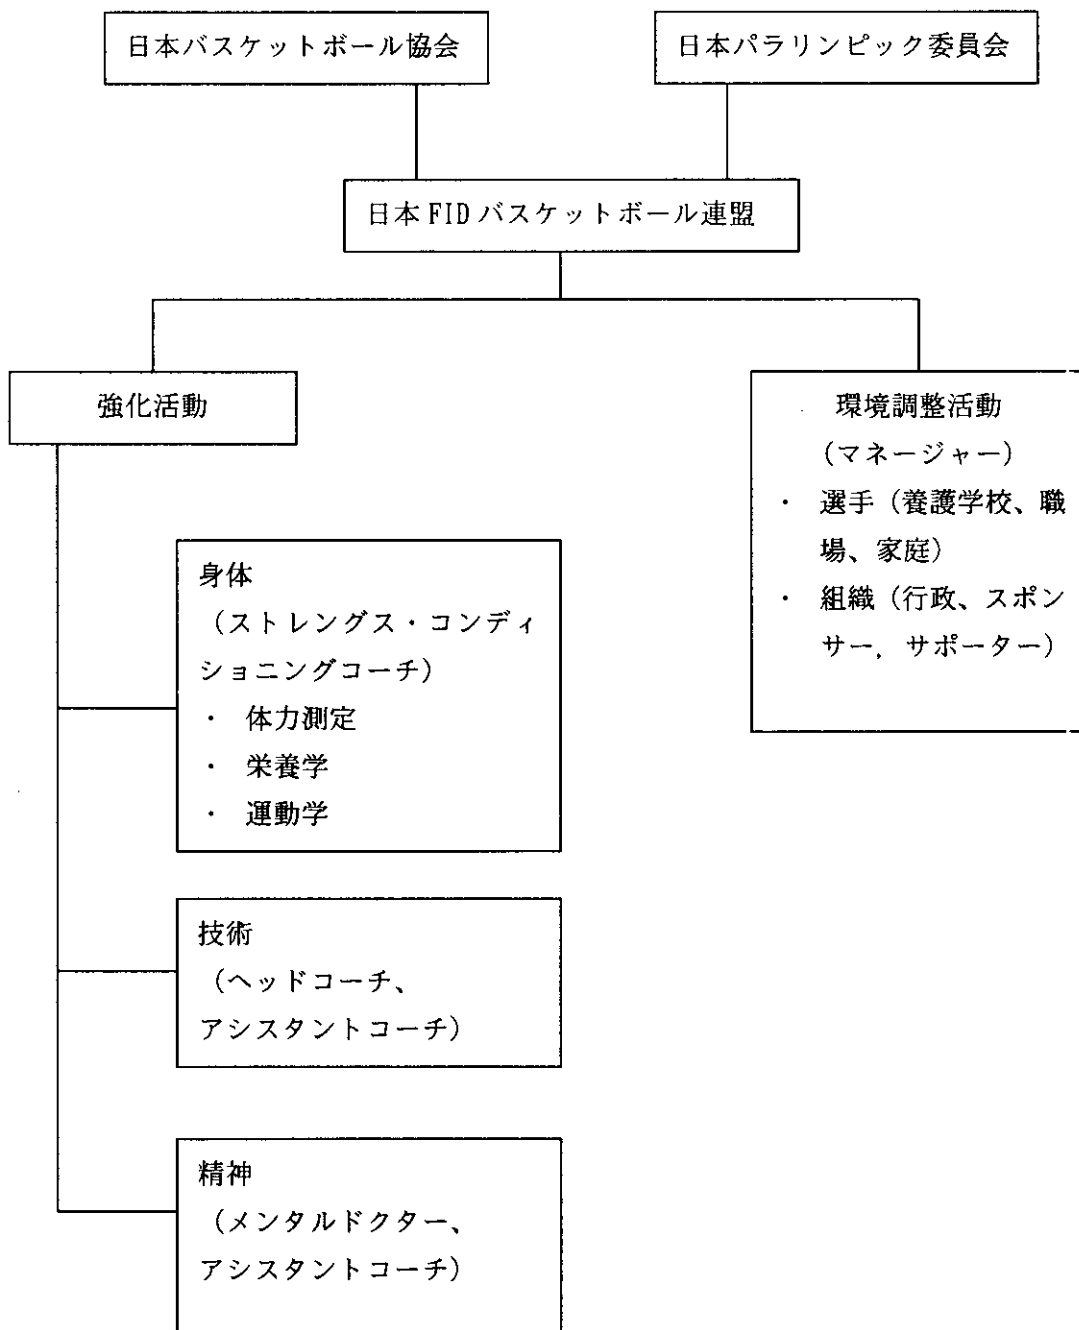 日本バスケットボール協会
日本パラリンピック委員会
日本FIDバスケットボール連盟
強化活動
環境調整活動
(マネージャー)
・ 選手（養護学校、職
場、家庭）
・ 組織（行政、スポン
サー，サポーター）
身体
（ストレングス・コンディ
ショニングコーチ）
・ 体力測定
・ 栄養学
・ 運動学
技術
（ヘッドコーチ、
アシスタントコーチ）
精神
（メンタルドクター、
アシスタントコーチ）